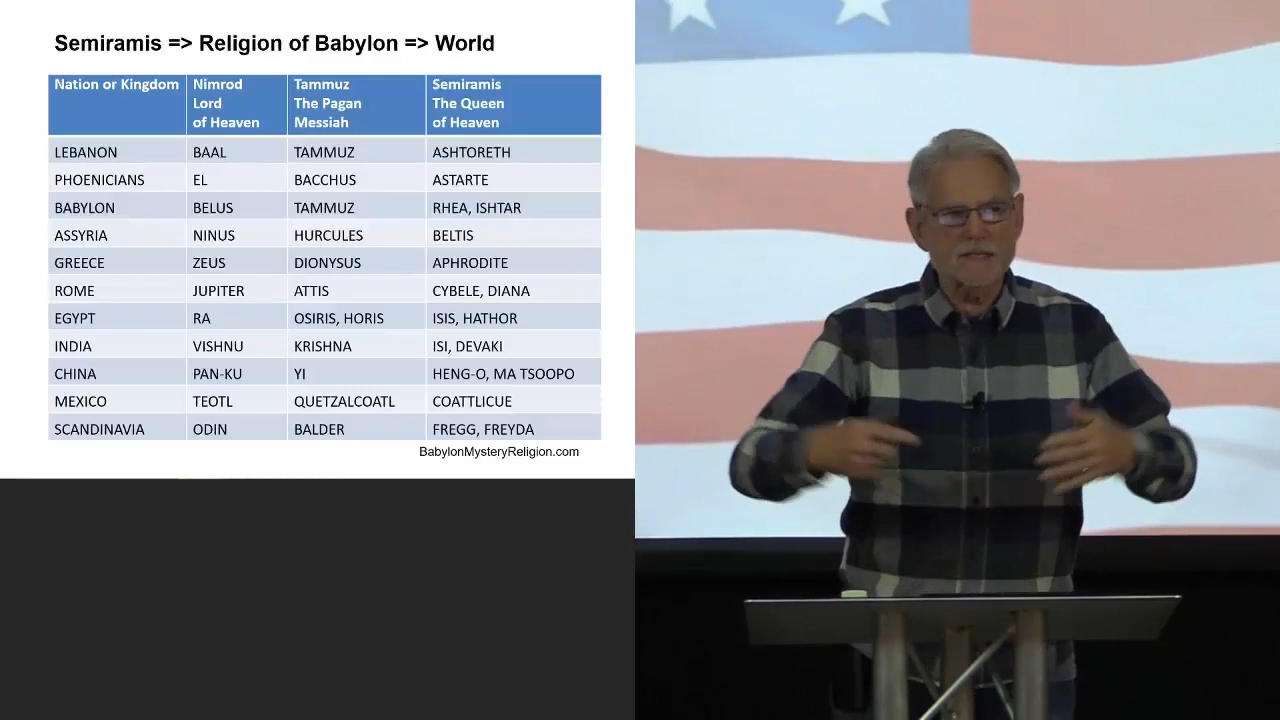 Semiramis => Religion of Babylon => World
Nation or Kingdom Nimrod Lord of Heaven Tammuz The Pagan Messiah Semiramis The Queen of Heaven
LEBANON BAAL TAMMUZ ASHTORETH
PHOENICIANS EL BACCHUS ASTARTE
BABYLON BELUS TAMMUZ RHEA, ISHTAR
ASSYRIA NINUS HURCULES BELTIS
GREECE ZEUS DIONYSUS APHRODITE
ROME JUPITER ATTIS CYBELE, DIANA
EGYPT RA OSIRIS, HORIS ISIS, HATHOR
INDIA VISHNU KRISHNA ISI, DEVAKI
CHINA PAN-KU YI HENG-O, MA TSOOPO
MEXICO TEOTL QUETZALCOATL COATTLICUE
SCANDINAVIA ODIN BALDER FREGG, FREYDA
BabylonMysteryReligion.com